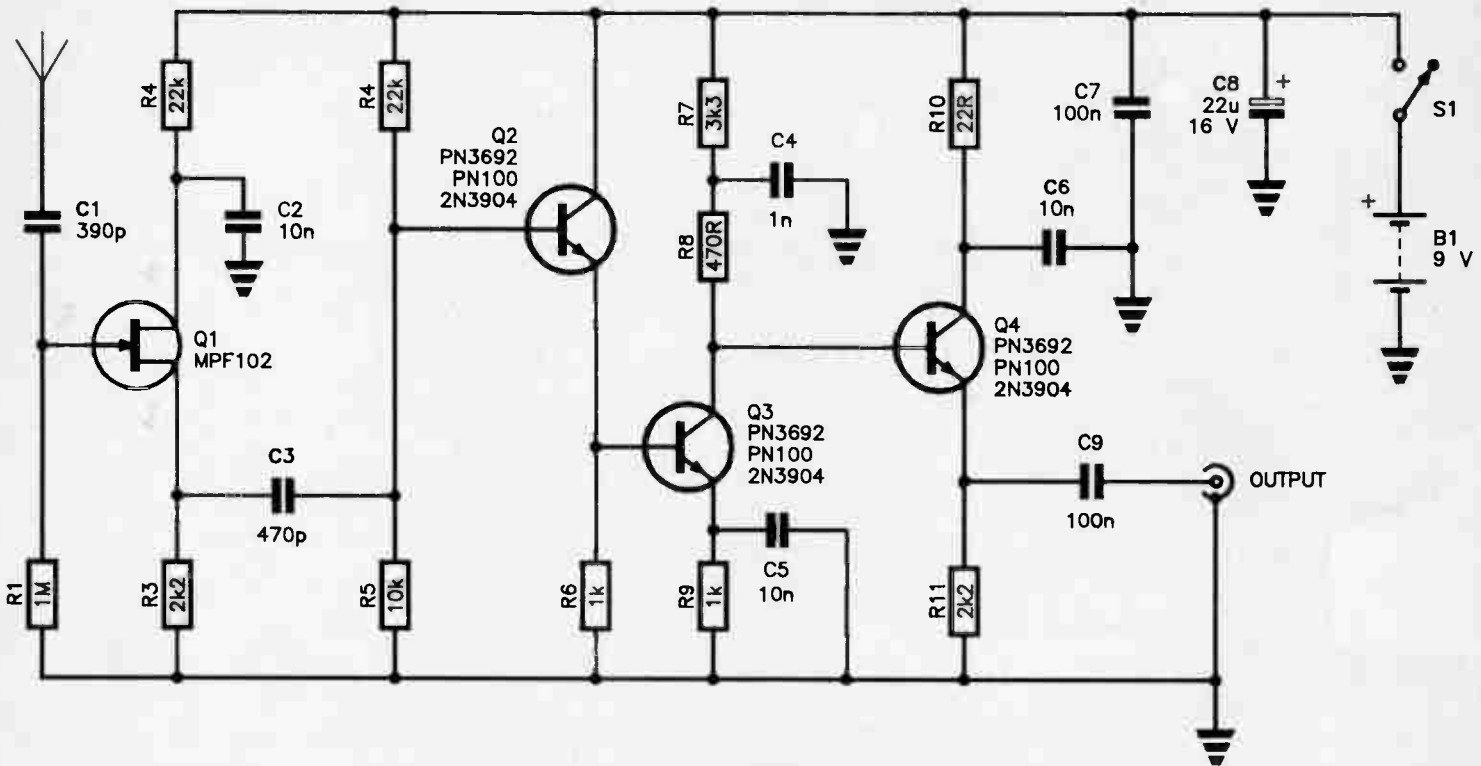 R4
22k
R4
22k
Q2
PN3692
PN100
2N3904
R7
3k3
C4
1n
R10
22R
C7
100n
C8
22u
16 V
+
S1
C1
390p
C2
10n
R8
470R
C6
10n
+
B1
9 V
Q1
MPF102
Q4
PN3692
PN100
2N3904
Q3
PN3692
PN100
2N3904
C3
470p
C9
100n
OUTPUT
R1
1M
R3
2k2
R5
10k
R6
1k
R9
1k
C5
10n
R11
2k2